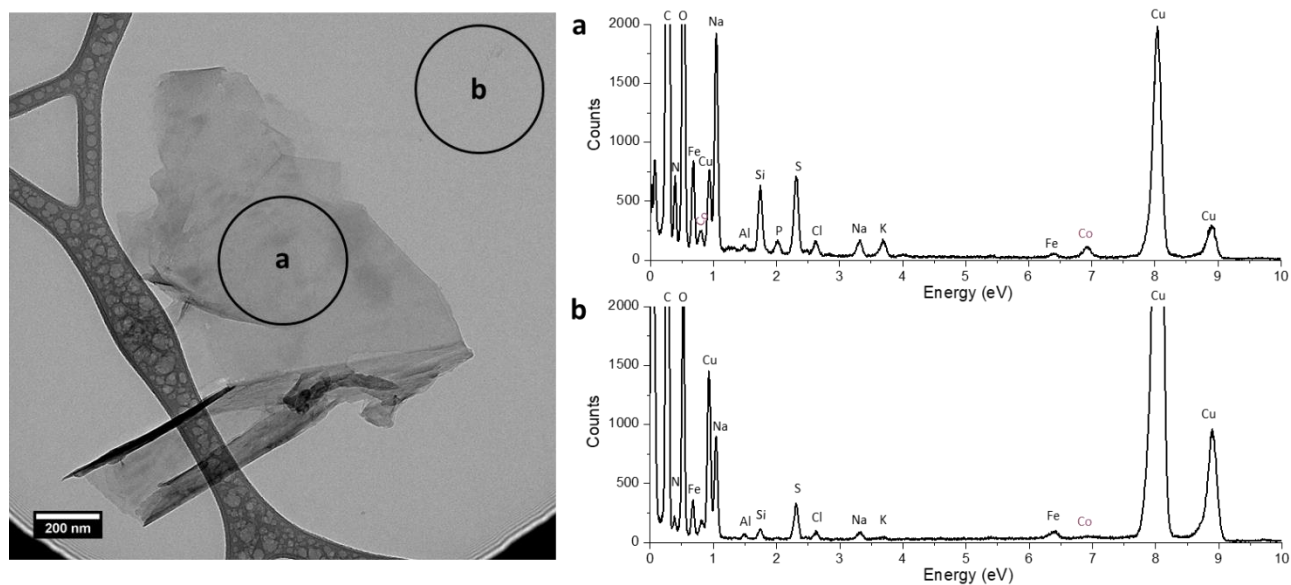 b
a
200 nm
a
C
O
Na
Cu
2000
1500
1000
500
0
Counts
N
Fe
Co
Cu
Al
Si
P
S
Cl
Na
K
Fe
Co
Cu
0 1 2 3 4 5 6 7 8 9 10
Energy (eV)
b
C
O
Cu
2000
1500
1000
500
0
Counts
N
Fe
Cu
Na
Al
Si
S
Cl
Na
K
Fe
Co
Cu
0 1 2 3 4 5 6 7 8 9 10
Energy (eV)